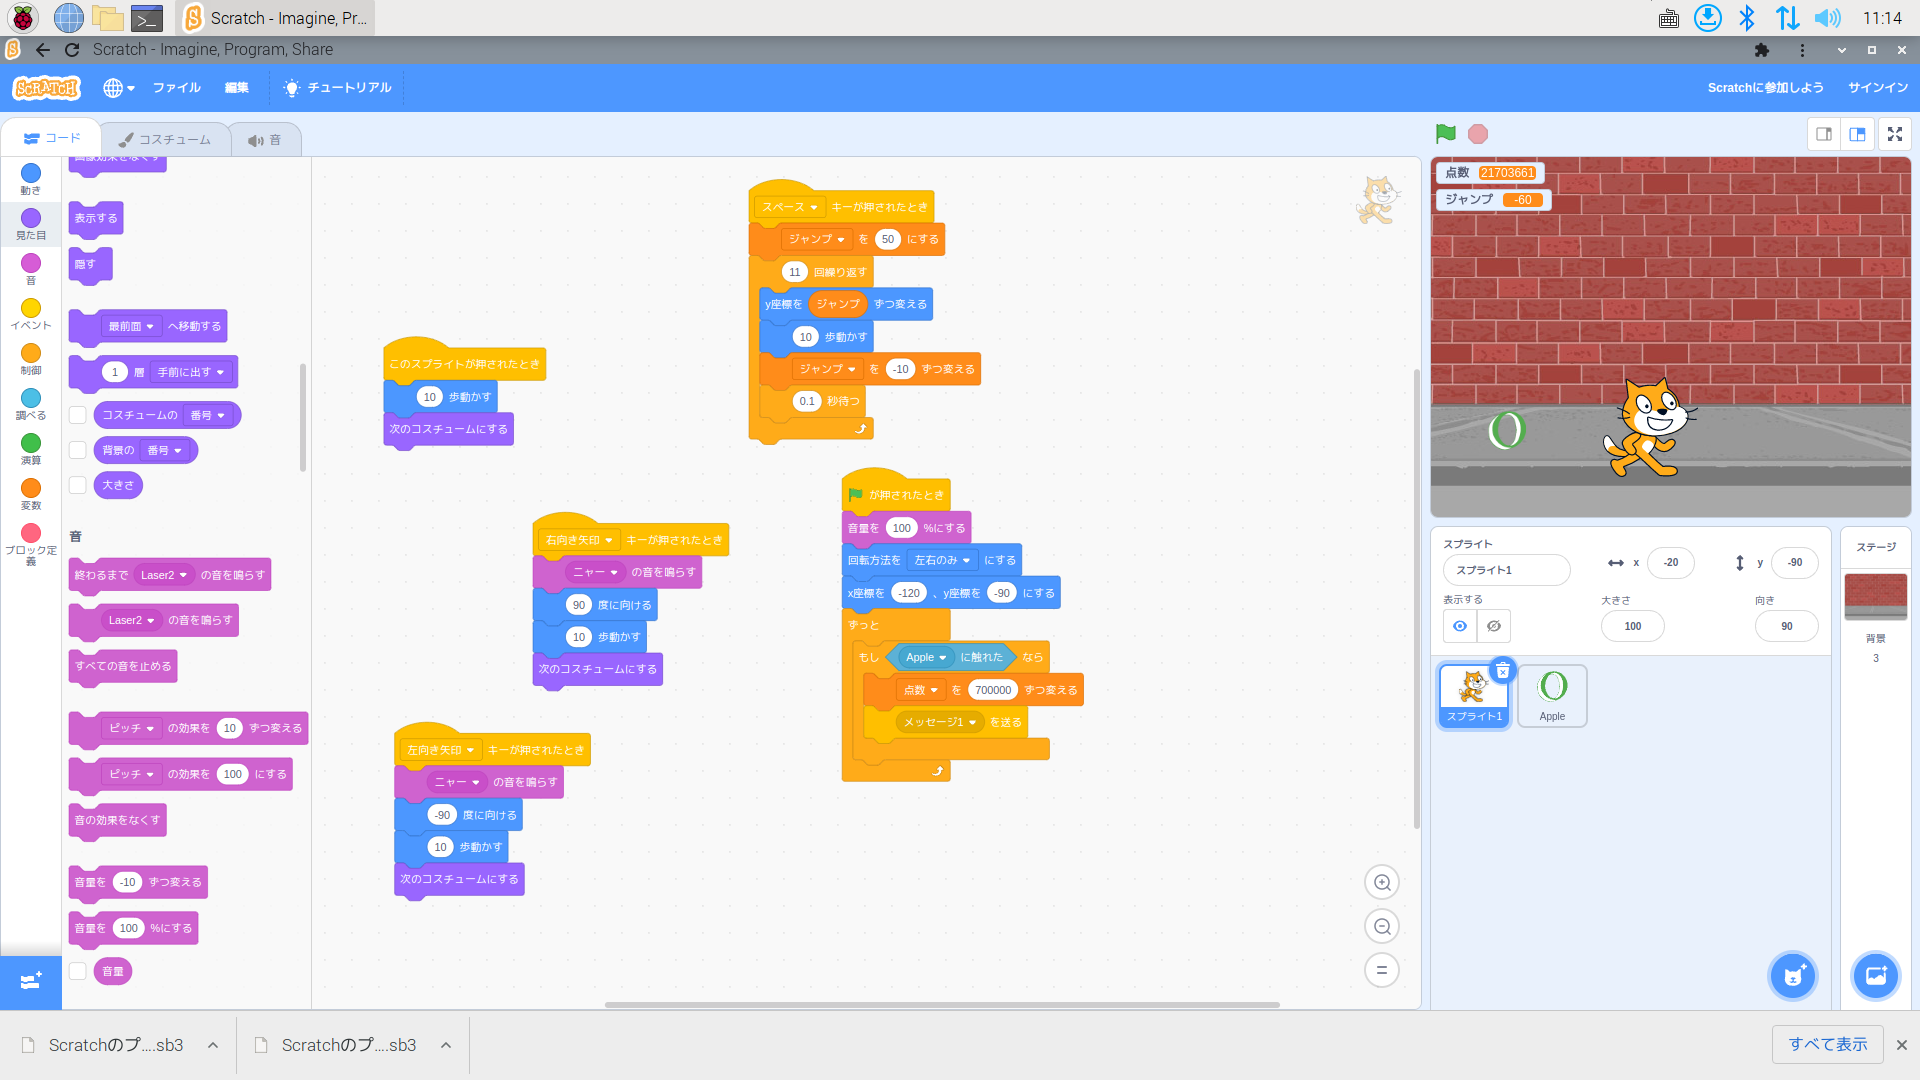 Scratch - Imagine, Pr...
11:14
Scratch - Imagine, Program, Share
SCRATCH
ファイル
編集
チュートリアル
Scratchに参加しよう
サインイン
コード
コスチューム
音
動き
見た目
音
イベント
制御
調べる
演算
変数
ブロック定義
画像効果をなくす
表示する
隠す
最前面 へ移動する
1 層 手前に出す
コスチュームの 番号
背景の 番号
大きさ
音
終わるまで Laser2 の音を鳴らす
Laser2 の音を鳴らす
すべての音を止める
ピッチ の効果を 10 ずつ変える
ピッチ の効果を 100 にする
音の効果をなくす
音量を -10 ずつ変える
音量を 100 %にする
音量
このスプライトが押されたとき
10 歩動かす
次のコスチュームにする
スペース キーが押されたとき
ジャンプ を 50 にする
11 回繰り返す
y座標を ジャンプ ずつ変える
10 歩動かす
ジャンプ を -10 ずつ変える
0.1 秒待つ
右向き矢印 キーが押されたとき
ニャー の音を鳴らす
90 度に向ける
10 歩動かす
次のコスチュームにする
左向き矢印 キーが押されたとき
ニャー の音を鳴らす
-90 度に向ける
10 歩動かす
次のコスチュームにする
が押されたとき
音量を 100 %にする
回転方法を 左右のみ にする
x座標を -120 、y座標を -90 にする
ずっと
もし Apple に触れた なら
点数 を 700000 ずつ変える
メッセージ1 を送る
点数 21703661
ジャンプ -60
スプライト
スプライト1
x -20
y -90
表示する
大きさ
100
向き
90
スプライト1
Apple
ステージ
背景
3
Scratchのプ....sb3
Scratchのプ....sb3
すべて表示